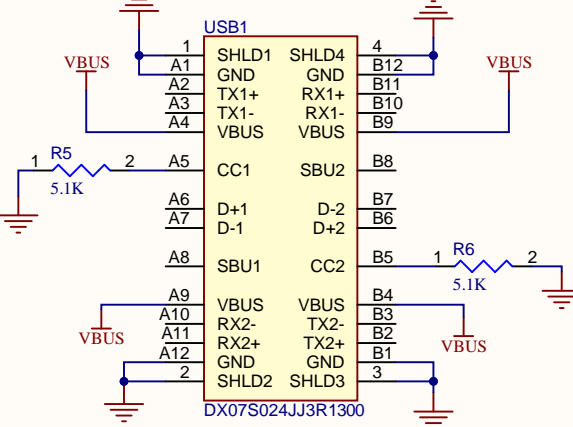 USB1
1 SHLD1 SHLD4 4
A1 GND GND B12
VBUS VBUS
A2 TX1+ RX1+ B11
A3 TX1- RX1- B10
A4 VBUS VBUS B9
R5
1 2 A5 CC1 SBU2 B8
5.1K
A6 D+1 D-2 B7
A7 D-1 D+2 B6
R6
A8 SBU1 CC2 B5 1 2
5.1K
A9 VBUS VBUS B4
A10 RX2- TX2- B3
VBUS A11 RX2+ TX2+ B2 VBUS
A12 GND GND B1
2 SHLD2 SHLD3 3
DX07S024JJ3R1300